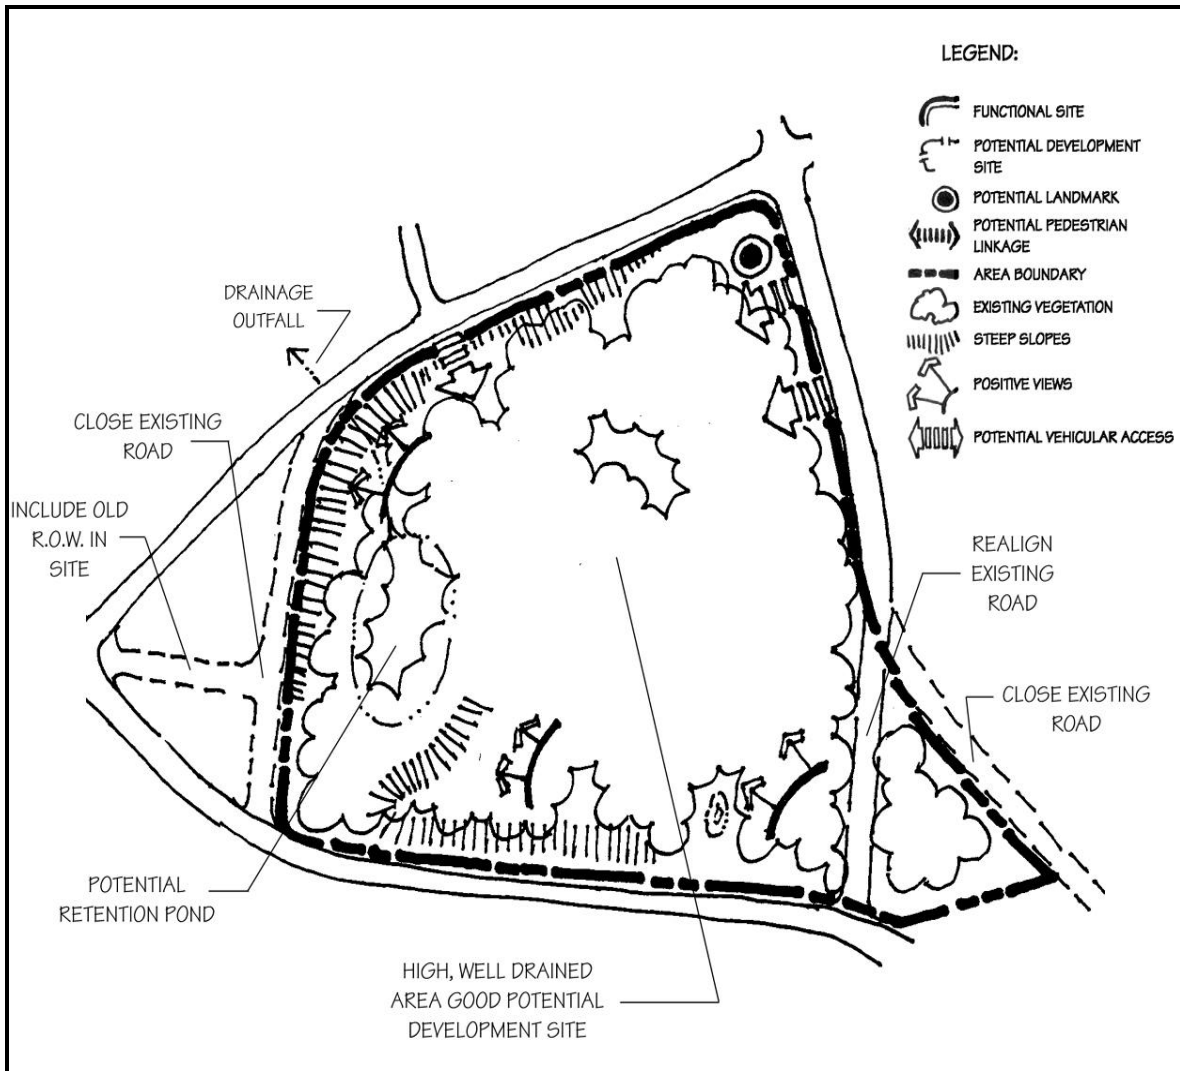 LEGEND:
FUNCTIONAL SITE
POTENTIAL DEVELOPMENT
SITE
POTENTIAL LANDMARK
POTENTIAL PEDESTRIAN
LINKAGE
AREA BOUNDARY
EXISTING VEGETATION
STEEP SLOPES
POSITIVE VIEWS
POTENTIAL VEHICULAR ACCESS
DRAINAGE
OUTFALL
CLOSE EXISTING
ROAD
INCLUDE OLD
R.O.W. IN
SITE
REALIGN
EXISTING
ROAD
CLOSE EXISTING
ROAD
POTENTIAL
RETENTION POND
HIGH, WELL DRAINED
AREA GOOD POTENTIAL
DEVELOPMENT SITE